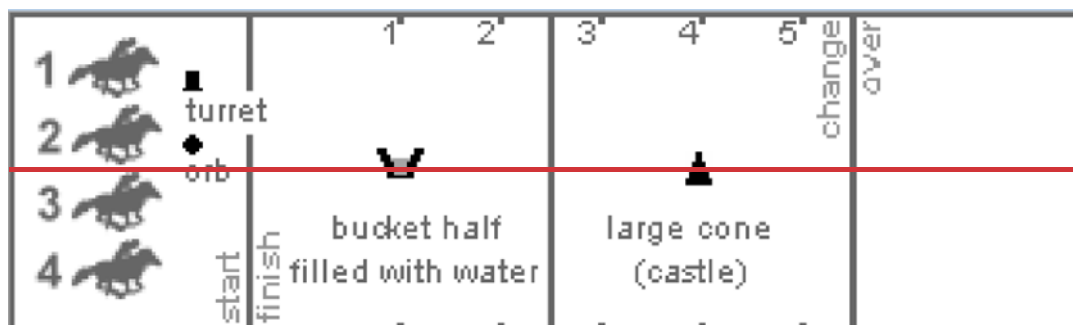 1 2 3 4 5
change
over
1
turret
2
orb
3
4
start
finish
bucket half
filled with water
large cone
(castle)